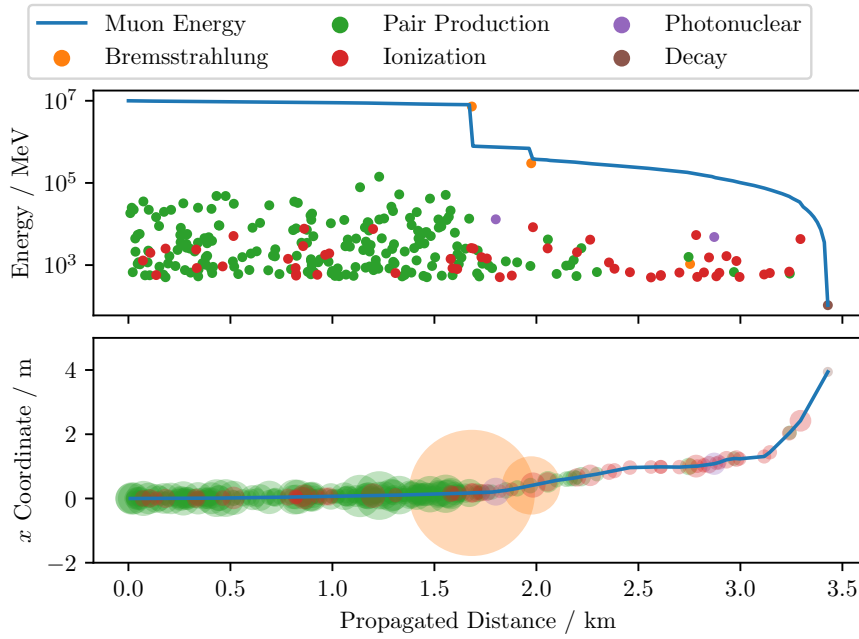 Muon Energy Pair Production Photonuclear
Bremsstrahlung Ionization Decay
Energy / MeV
10^7
10^5
10^3
x Coordinate / m
4
2
0
−2
0.0 0.5 1.0 1.5 2.0 2.5 3.0 3.5
Propagated Distance / km